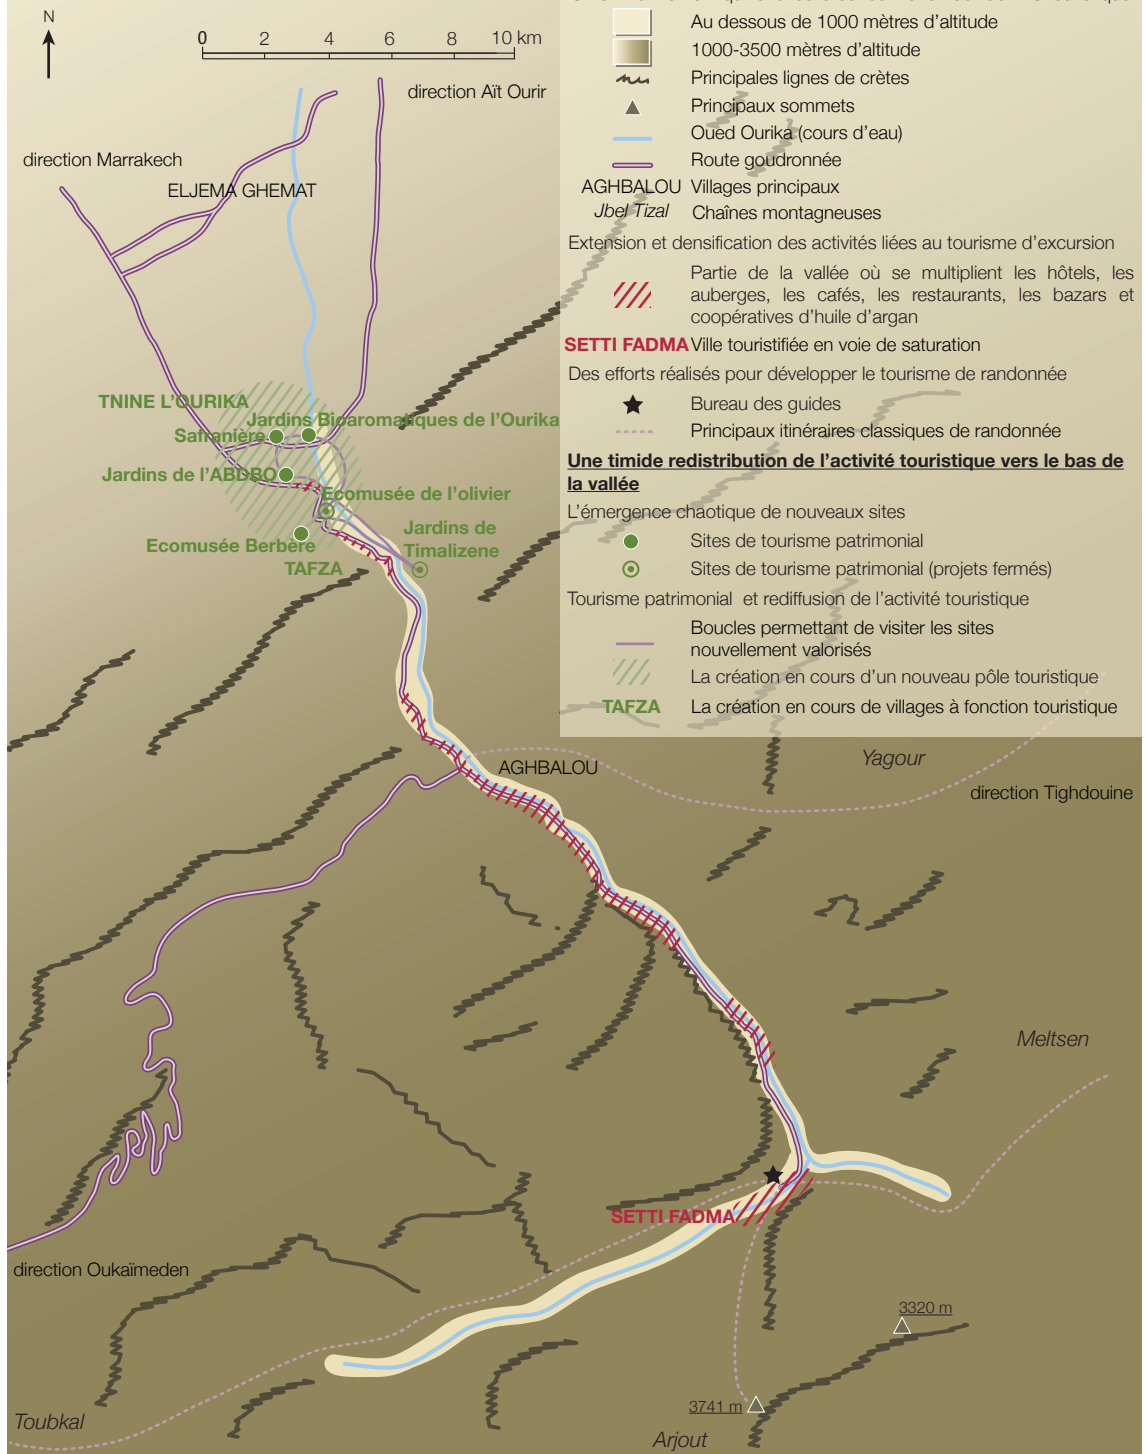 N
0 2 4 6 8 10 km
direction Aït Ourir
direction Marrakech
ELJEMA GHEMAT
TNINE L'OURIKA
Jardins Bioaromatiques de l'Ourika
Safranière
Jardins de l'ABDBO
Ecomusée de l'olivier
Jardins de
Timalizene
Ecomusée Berbère
TAFZA
AGHBALOU
Yagour
direction Tighdouine
Meltsen
SETTI FADMA
direction Oukaïmeden
3320 m
3741 m
Toubkal
Arjout
Au dessous de 1000 mètres d'altitude
1000-3500 mètres d'altitude
Principales lignes de crètes
Principaux sommets
Oued Ourika (cours d'eau)
Route goudronnée
AGHBALOU Villages principaux
Jbel Tizal Chaînes montagneuses
Extension et densification des activités liées au tourisme d'excursion
Partie de la vallée où se multiplient les hôtels, les
auberges, les cafés, les restaurants, les bazars et
coopératives d'huile d'argan
SETTI FADMA Ville touristifiée en voie de saturation
Des efforts réalisés pour développer le tourisme de randonnée
Bureau des guides
Principaux itinéraires classiques de randonnée
Une timide redistribution de l'activité touristique vers le bas de
la vallée
L'émergence chaotique de nouveaux sites
Sites de tourisme patrimonial
Sites de tourisme patrimonial (projets fermés)
Tourisme patrimonial et rediffusion de l'activité touristique
Boucles permettant de visiter les sites
nouvellement valorisés
La création en cours d'un nouveau pôle touristique
TAFZA La création en cours de villages à fonction touristique